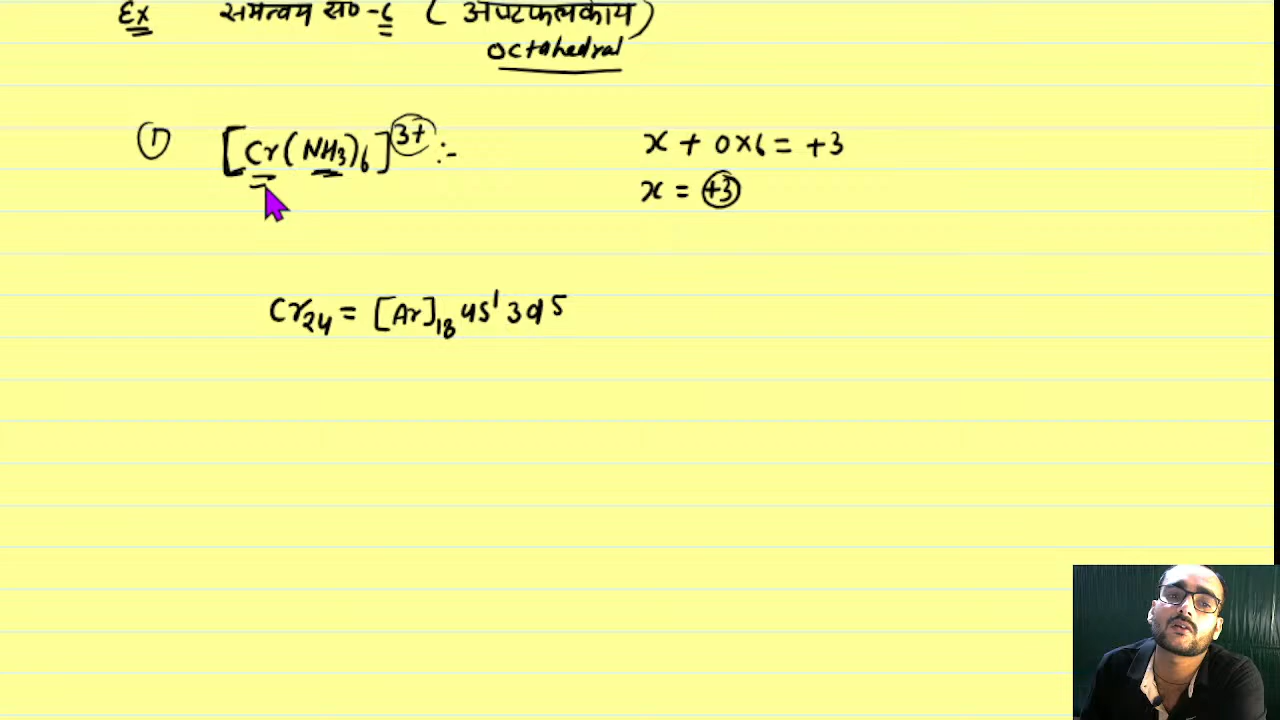 Ex समन्वय सं० -6 ( अष्टफलकीय )
Octahedral
① [Cr(NH3)6]3+ :-
x + 0×6 = +3
x = +3
Cr24 = [Ar]18 4s1 3d5